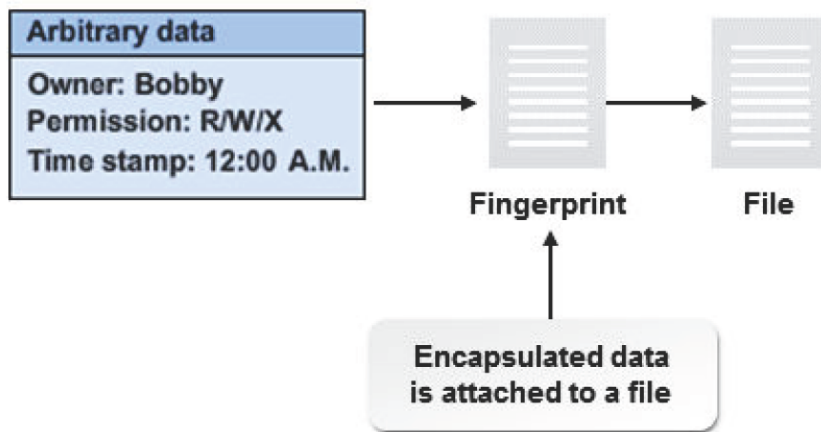 Arbitrary data
Owner: Bobby
Permission: R/W/X
Time stamp: 12:00 A.M.
Fingerprint
File
Encapsulated data
is attached to a file